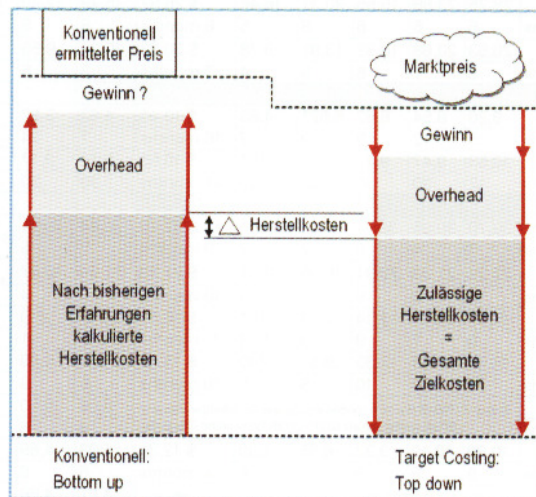 Konventionell
ermittelter Preis
Marktpreis
Gewinn ?
Gewinn
Overhead
Overhead
△ Herstellkosten
Nach bisherigen
Erfahrungen
kalkulierte
Herstellkosten
Zulässige
Herstellkosten
=
Gesamte
Zielkosten
Konventionell:
Bottom up
Target Costing:
Top down